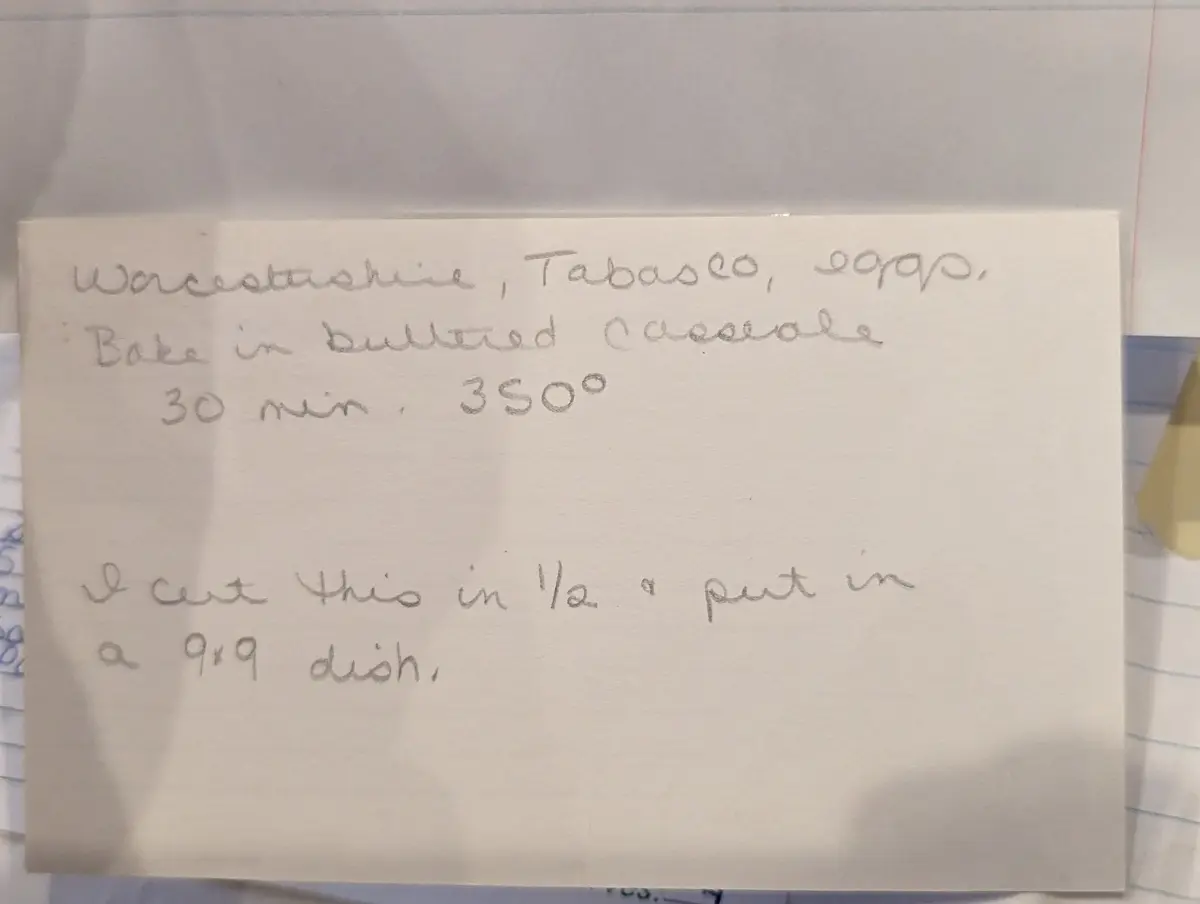 Worcestershire, Tabasco, eggs.
Bake in buttered casserole
30 min. 350°
I cut this in 1/2 & put in
a 9x9 dish.